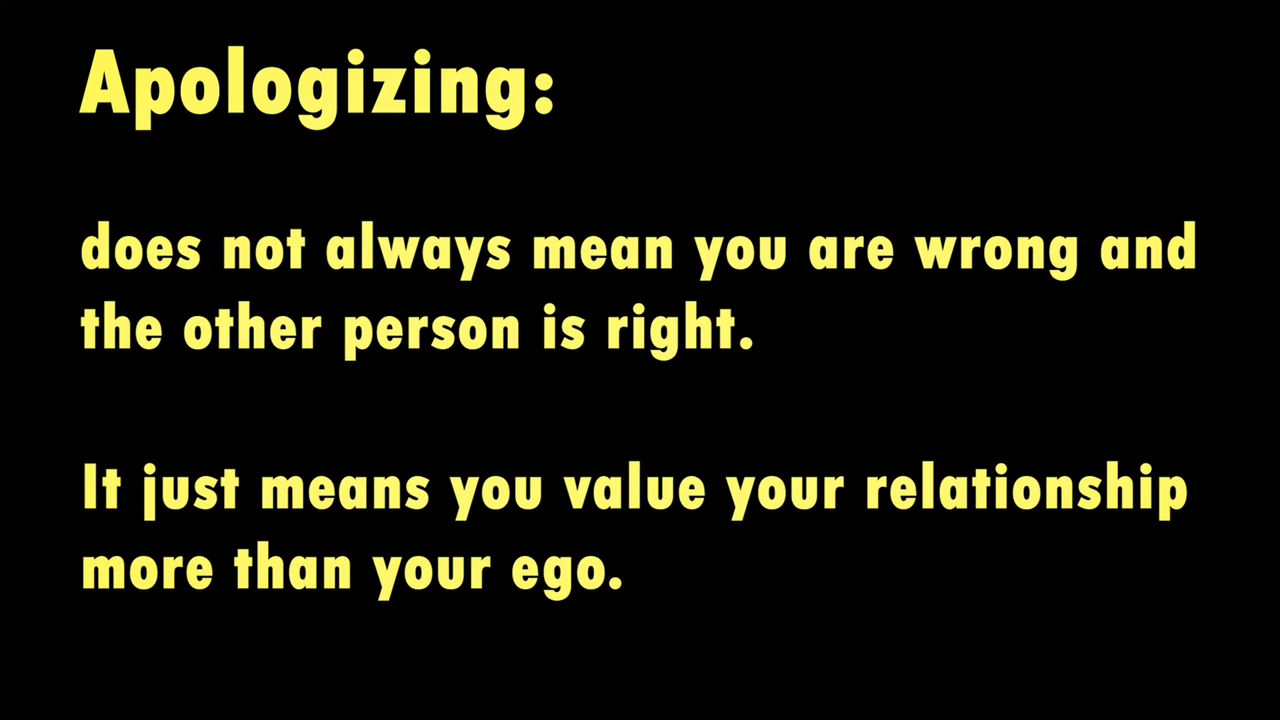 Apologizing:
does not always mean you are wrong and
the other person is right.
It just means you value your relationship
more than your ego.